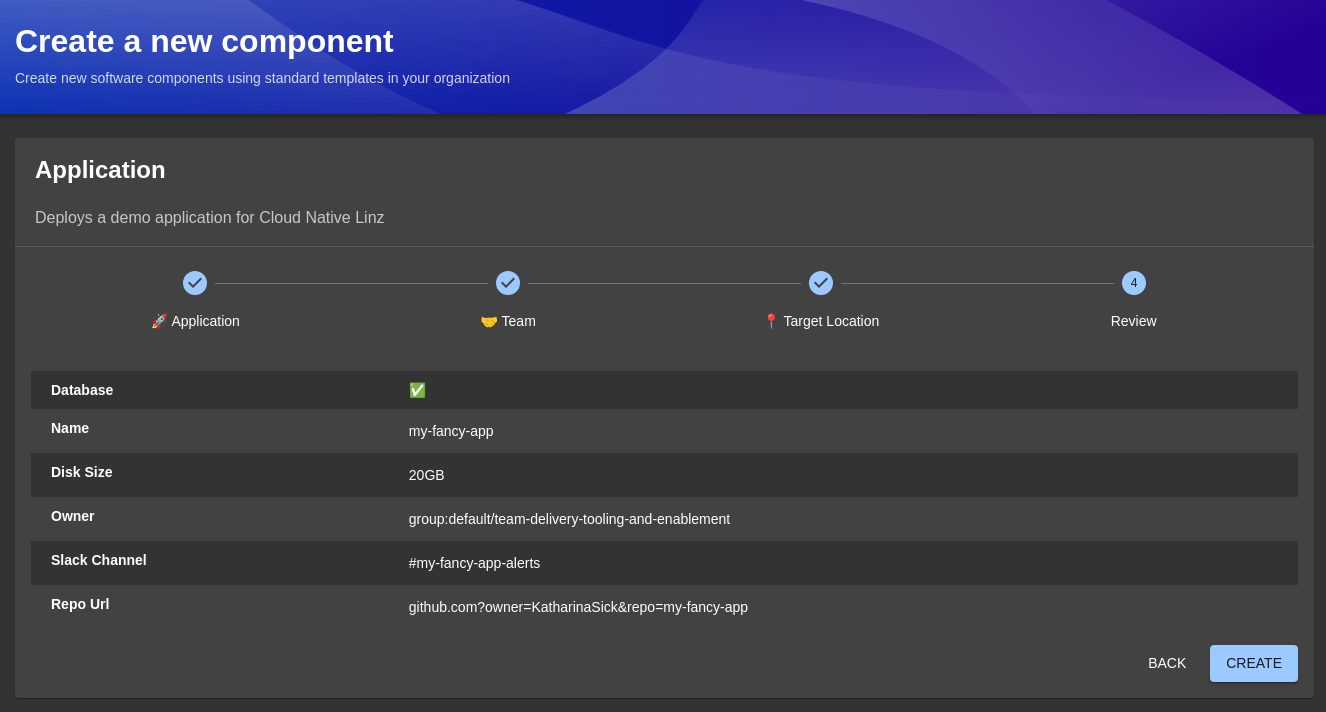 Create a new component
Create new software components using standard templates in your organization
Application
Deploys a demo application for Cloud Native Linz
4
🚀 Application
🤝 Team
📍 Target Location
Review
Database ✅
Name my-fancy-app
Disk Size 20GB
Owner group:default/team-delivery-tooling-and-enablement
Slack Channel #my-fancy-app-alerts
Repo Url github.com?owner=KatharinaSick&repo=my-fancy-app
BACK CREATE